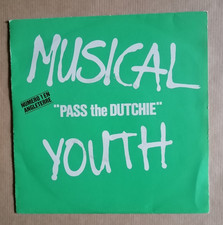 MUSICAL
"PASS the DUTCHIE"
NUMERO 1 EN
ANGLETERRE
YOUTH